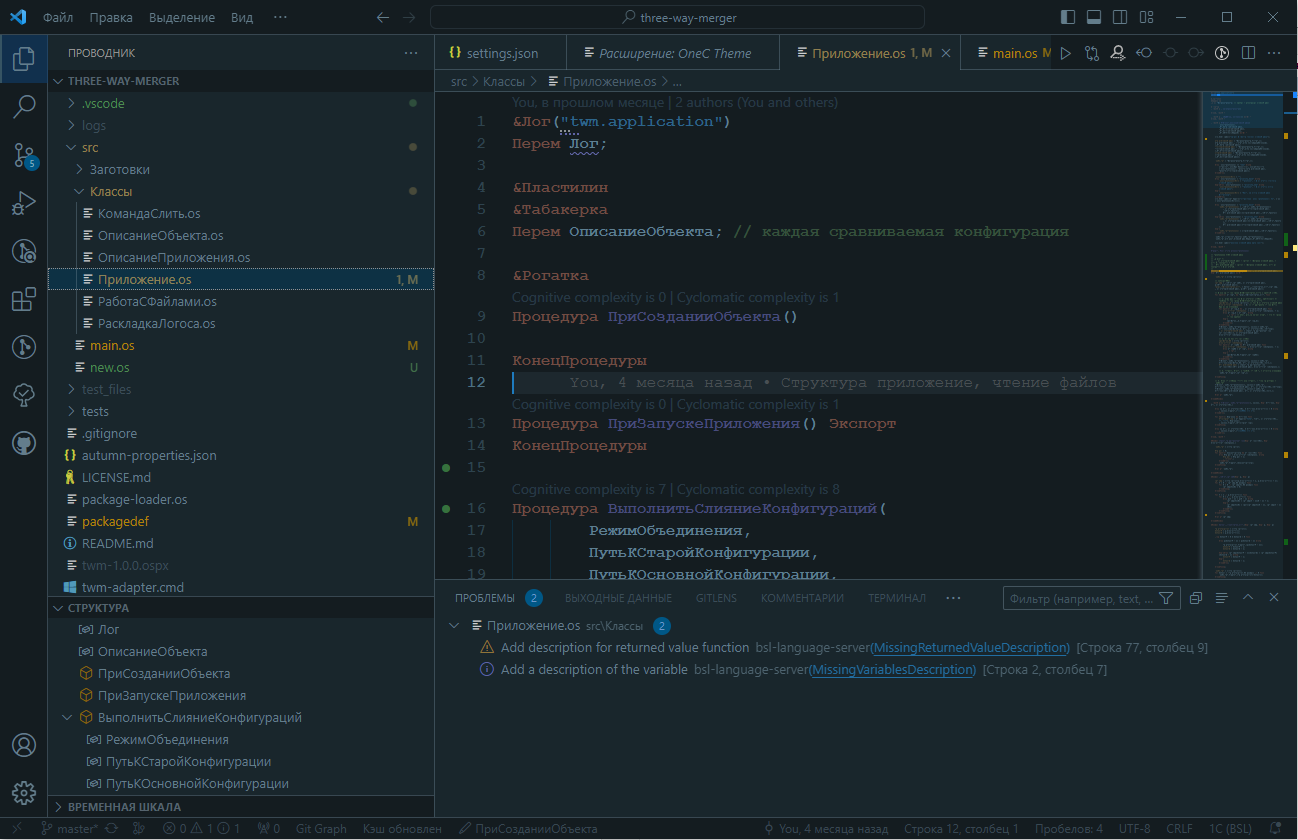 Файл Правка Выделение Вид ··· three-way-merger
ПРОВОДНИК ···
THREE-WAY-MERGER
.vscode
logs
src
Заготовки
Классы
КомандаСлить.os
ОписаниеОбъекта.os
ОписаниеПриложения.os
Приложение.os 1, M
РаботаСФайлами.os
РаскладкаЛогоса.os
main.os M
new.os U
test_files
tests
.gitignore
autumn-properties.json
LICENSE.md
package-loader.os
packagedef M
README.md
twm-1.0.0.ospx
twm-adapter.cmd
СТРУКТУРА
Лог
ОписаниеОбъекта
ПриСозданииОбъекта
ПриЗапускеПриложения
ВыполнитьСлияниеКонфигураций
РежимОбъединения
ПутьКСтаройКонфигурации
ПутьКОсновнойКонфигурации
ВРЕМЕННАЯ ШКАЛА
5
settings.json Расширение: OneC Theme Приложение.os 1, M main.os M ···
src > Классы > Приложение.os > ...
You, в прошлом месяце | 2 authors (You and others)
1 &Лог("twm.application")
2 Перем Лог;
3
4 &Пластилин
5 &Табакерка
6 Перем ОписаниеОбъекта; // каждая сравниваемая конфигурация
7
8 &Рогатка
Cognitive complexity is 0 | Cyclomatic complexity is 1
9 Процедура ПриСозданииОбъекта()
10
11 КонецПроцедуры
12 You, 4 месяца назад • Структура приложение, чтение файлов
Cognitive complexity is 0 | Cyclomatic complexity is 1
13 Процедура ПриЗапускеПриложения() Экспорт
14 КонецПроцедуры
15
Cognitive complexity is 7 | Cyclomatic complexity is 8
16 Процедура ВыполнитьСлияниеКонфигураций(
17 РежимОбъединения,
18 ПутьКСтаройКонфигурации,
19 ПутьКОсновнойКонфигурации,
ПРОБЛЕМЫ 2 ВЫХОДНЫЕ ДАННЫЕ GITLENS КОММЕНТАРИИ ТЕРМИНАЛ ··· Фильтр (например, text, ...
Приложение.os src\Классы 2
Add description for returned value function bsl-language-server(MissingReturnedValueDescription) [Строка 77, столбец 9]
Add a description of the variable bsl-language-server(MissingVariablesDescription) [Строка 2, столбец 7]
master* 0 1 1 0 Git Graph Кэш обновлен ПриСозданииОбъекта You, 4 месяца назад Строка 12, столбец 1 Пробелов: 4 UTF-8 CRLF 1C (BSL)